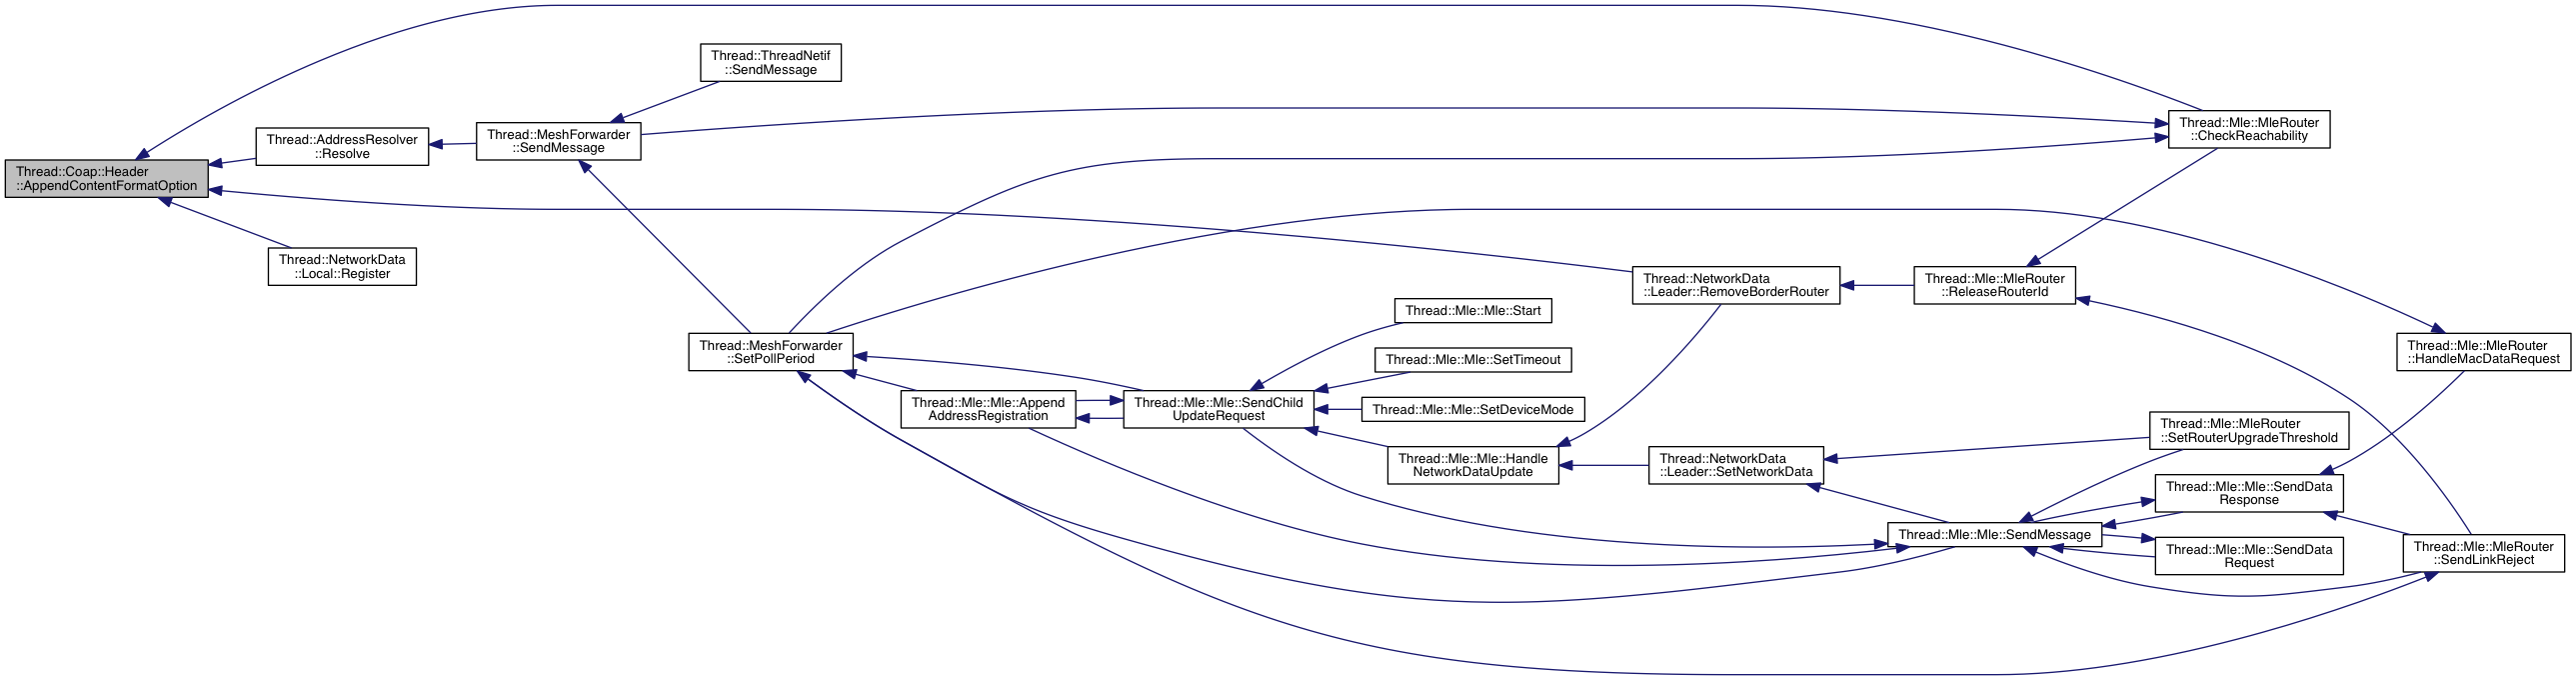 Thread::Coap::Header
::AppendContentFormatOption
Thread::AddressResolver
::Resolve
Thread::NetworkData
::Local::Register
Thread::MeshForwarder
::SendMessage
Thread::ThreadNetif
::SendMessage
Thread::MeshForwarder
::SetPollPeriod
Thread::Mle::Mle::Append
AddressRegistration
Thread::Mle::Mle::SendChild
UpdateRequest
Thread::Mle::Mle::Start
Thread::Mle::Mle::SetTimeout
Thread::Mle::Mle::SetDeviceMode
Thread::Mle::Mle::Handle
NetworkDataUpdate
Thread::NetworkData
::Leader::RemoveBorderRouter
Thread::NetworkData
::Leader::SetNetworkData
Thread::Mle::MleRouter
::ReleaseRouterId
Thread::Mle::Mle::SendMessage
Thread::Mle::MleRouter
::CheckReachability
Thread::Mle::MleRouter
::SetRouterUpgradeThreshold
Thread::Mle::Mle::SendData
Response
Thread::Mle::Mle::SendData
Request
Thread::Mle::MleRouter
::HandleMacDataRequest
Thread::Mle::MleRouter
::SendLinkReject